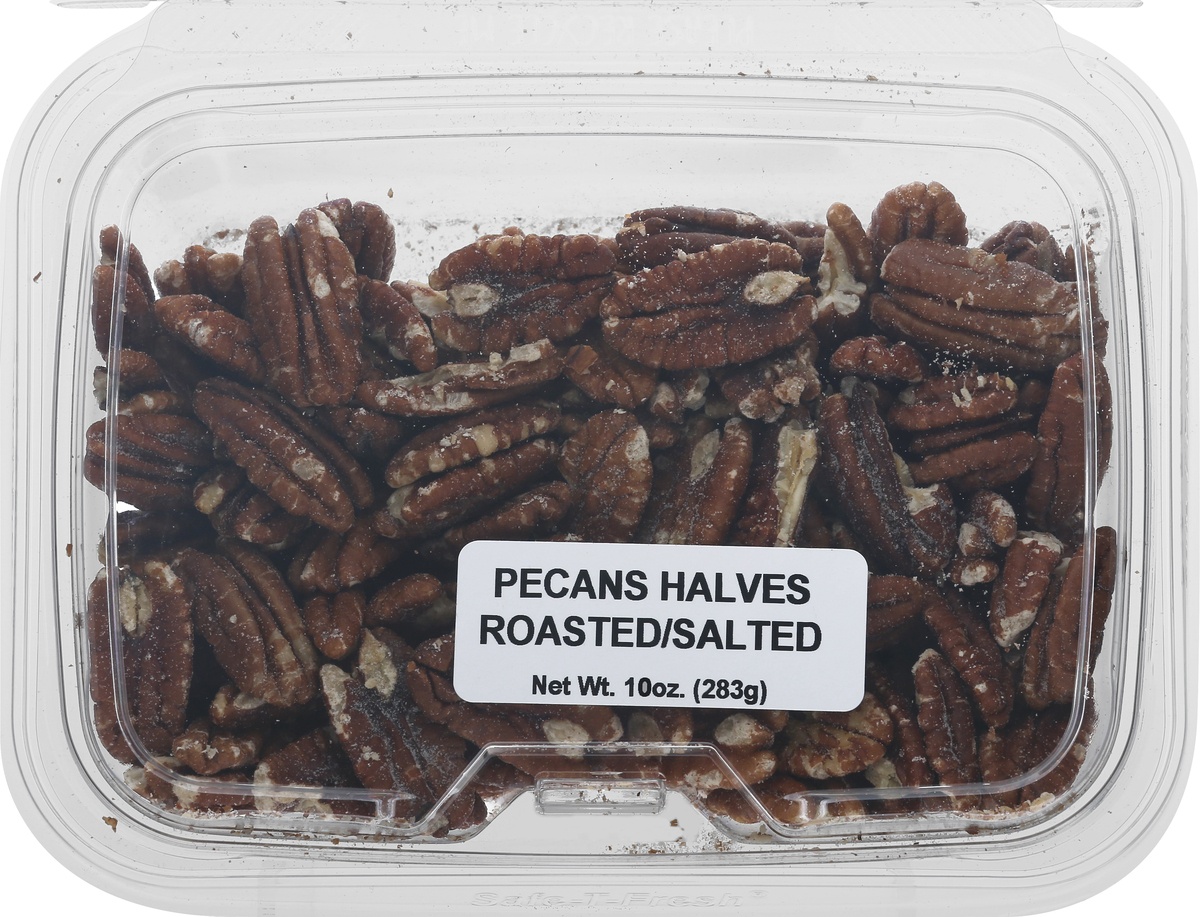 PECANS HALVES
ROASTED/SALTED
Net Wt. 10oz. (283g)
Safe-T-Fresh